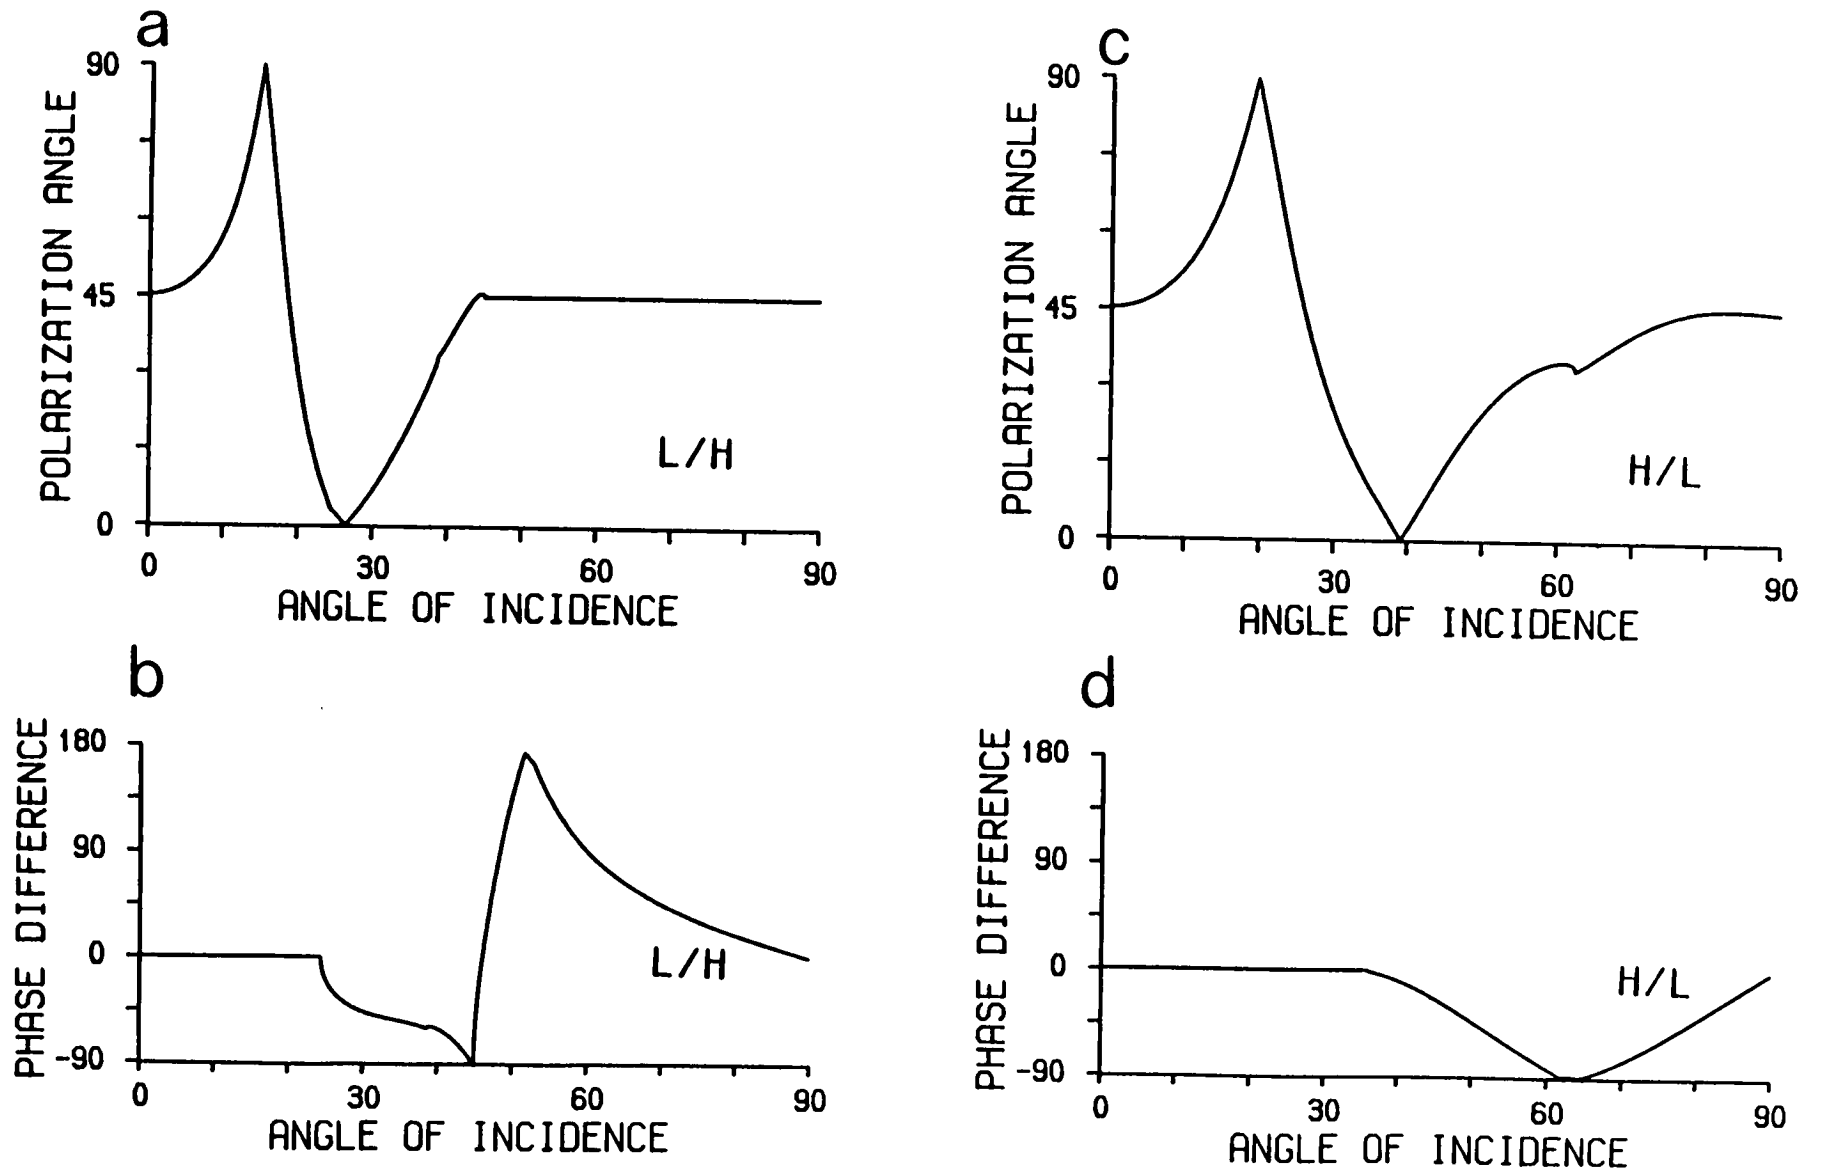 a
POLARIZATION ANGLE
90
45
0
L/H
0 30 60 90
ANGLE OF INCIDENCE
b
PHASE DIFFERENCE
180
90
0
-90
L/H
0 30 60 90
ANGLE OF INCIDENCE
c
POLARIZATION ANGLE
90
45
0
H/L
0 30 60 90
ANGLE OF INCIDENCE
d
PHASE DIFFERENCE
180
90
0
-90
H/L
0 30 60 90
ANGLE OF INCIDENCE